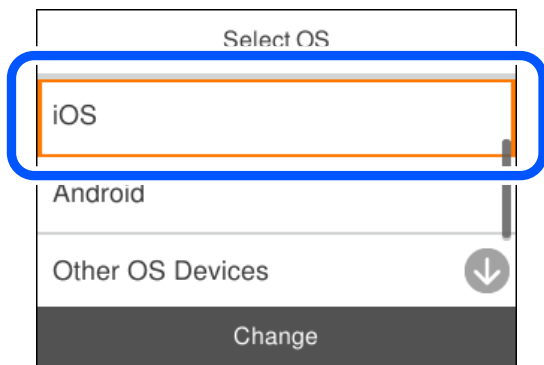 Select OS
iOS
Android
Other OS Devices
Change